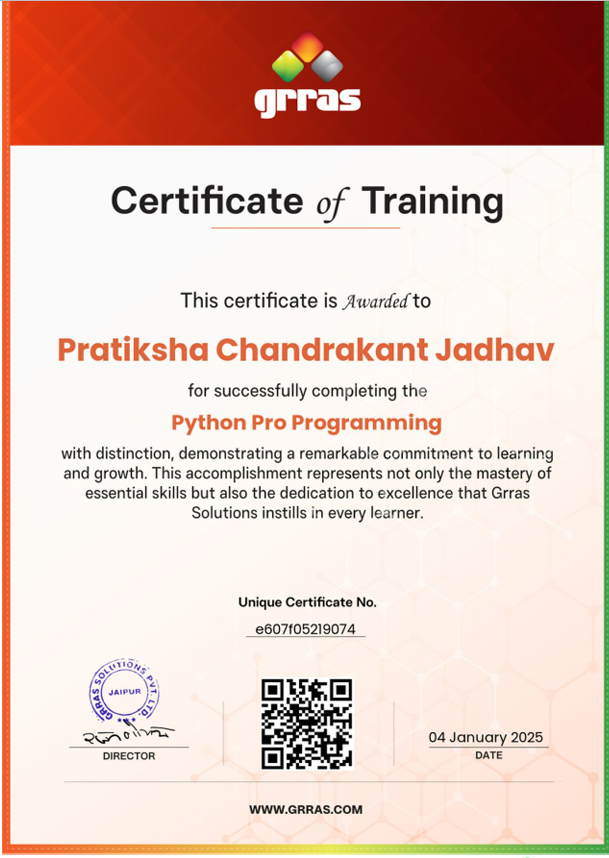 grras
Certificate of Training
This certificate is Awarded to
Pratiksha Chandrakant Jadhav
for successfully completing the
Python Pro Programming
with distinction, demonstrating a remarkable commitment to learning
and growth. This accomplishment represents not only the mastery of
essential skills but also the dedication to excellence that Grras
Solutions instills in every learner.
Unique Certificate No.
e607f05219074
GRRAS SOLUTIONS PVT. LTD.
JAIPUR
DIRECTOR
04 January 2025
DATE
WWW.GRRAS.COM